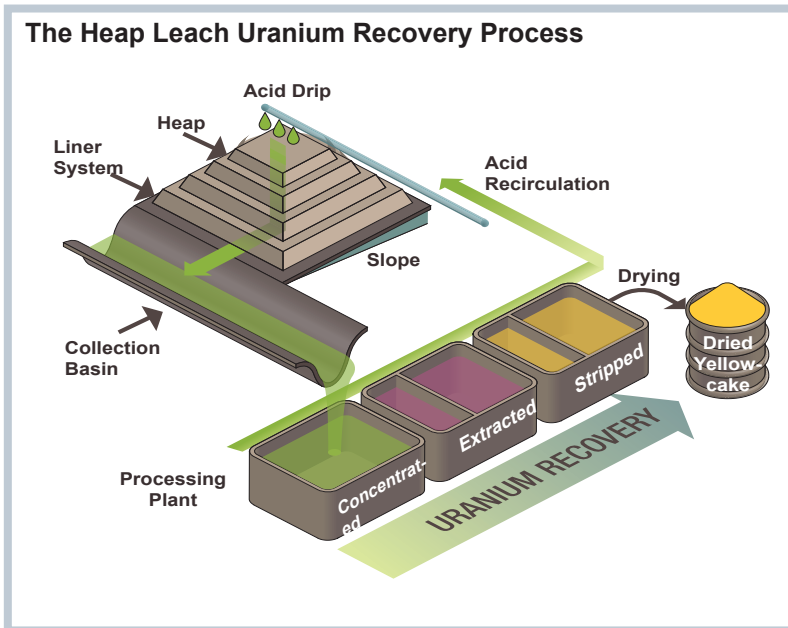 The Heap Leach Uranium Recovery Process
Acid Drip
Heap
Liner
System
Acid
Recirculation
Slope
Drying
Collection
Basin
Dried
Yellow-
cake
Stripped
Extracted
Processing
Plant
Concentrat-
ed
URANIUM RECOVERY